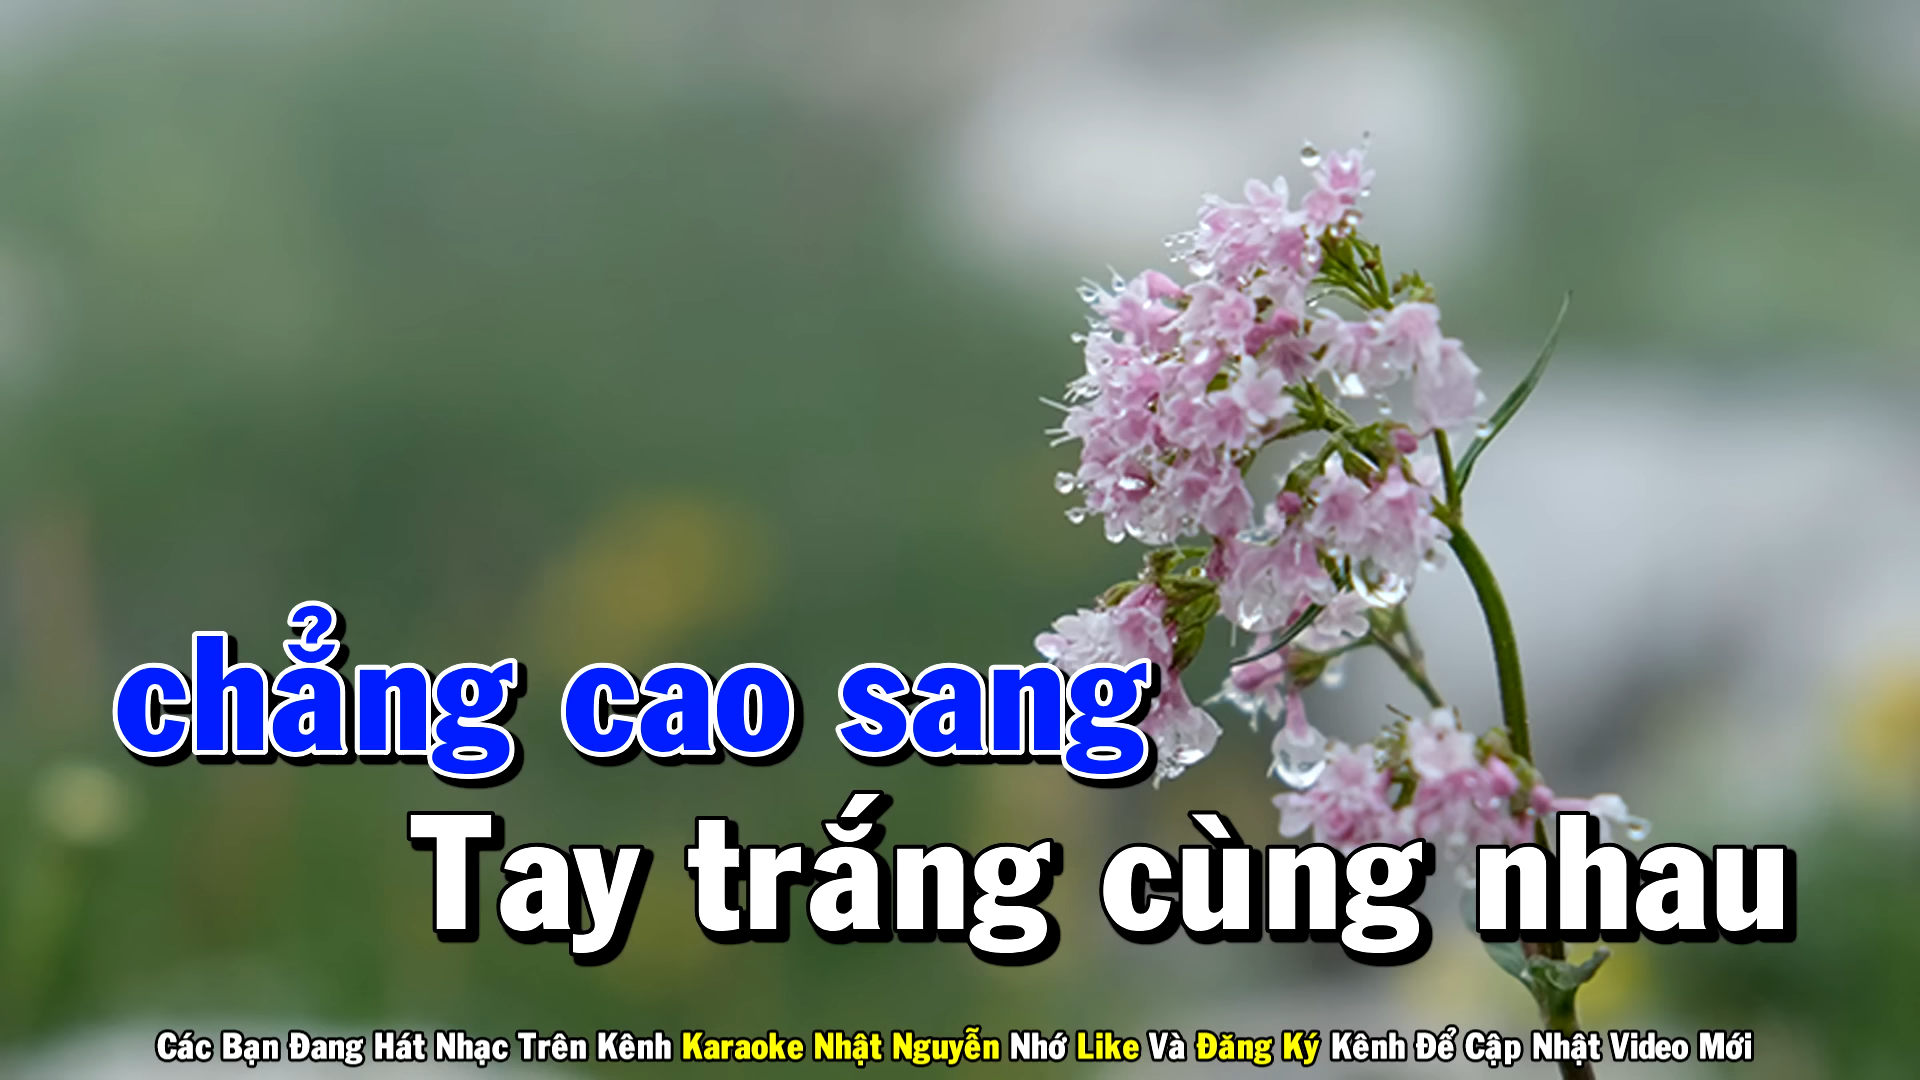 chẳng cao sang
Tay trắng cùng nhau
Các Bạn Đang Hát Nhạc Trên Kênh Karaoke Nhật Nguyễn Nhớ Like Và Đăng Ký Kênh Để Cập Nhật Video Mới